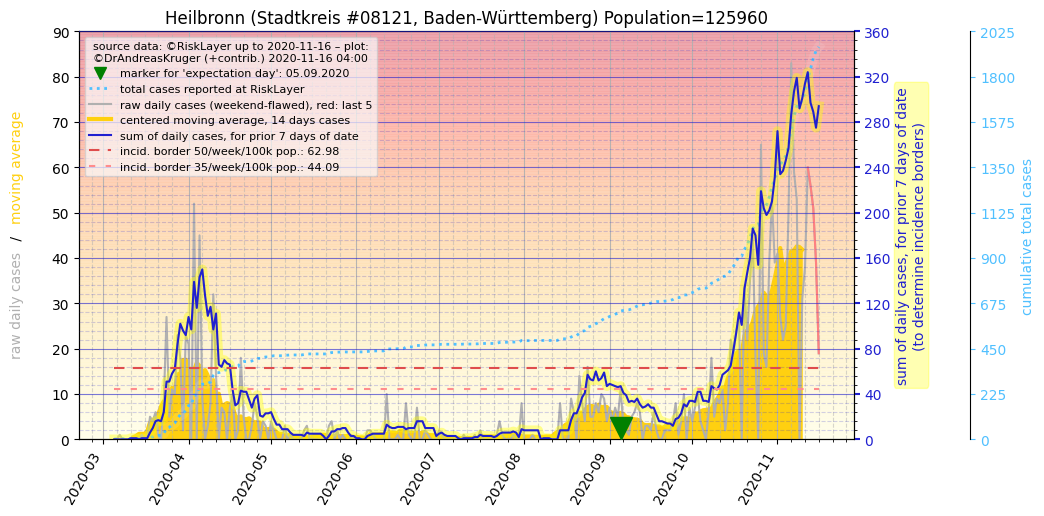 Heilbronn (Stadtkreis #08121, Baden-Württemberg) Population=125960
source data: ©RiskLayer up to 2020-11-16 – plot:
©DrAndreasKruger (+contrib.) 2020-11-16 04:00
marker for 'expectation day': 05.09.2020
total cases reported at RiskLayer
raw daily cases (weekend-flawed), red: last 5
centered moving average, 14 days cases
sum of daily cases, for prior 7 days of date
incid. border 50/week/100k pop.: 62.98
incid. border 35/week/100k pop.: 44.09
raw daily cases / moving average
90
80
70
60
50
40
30
20
10
0
2020-03
2020-04
2020-05
2020-06
2020-07
2020-08
2020-09
2020-10
2020-11
360
320
280
240
200
160
120
80
40
0
sum of daily cases, for prior 7 days of date
(to determine incidence borders)
2025
1800
1575
1350
1125
900
675
450
225
0
cumulative total cases